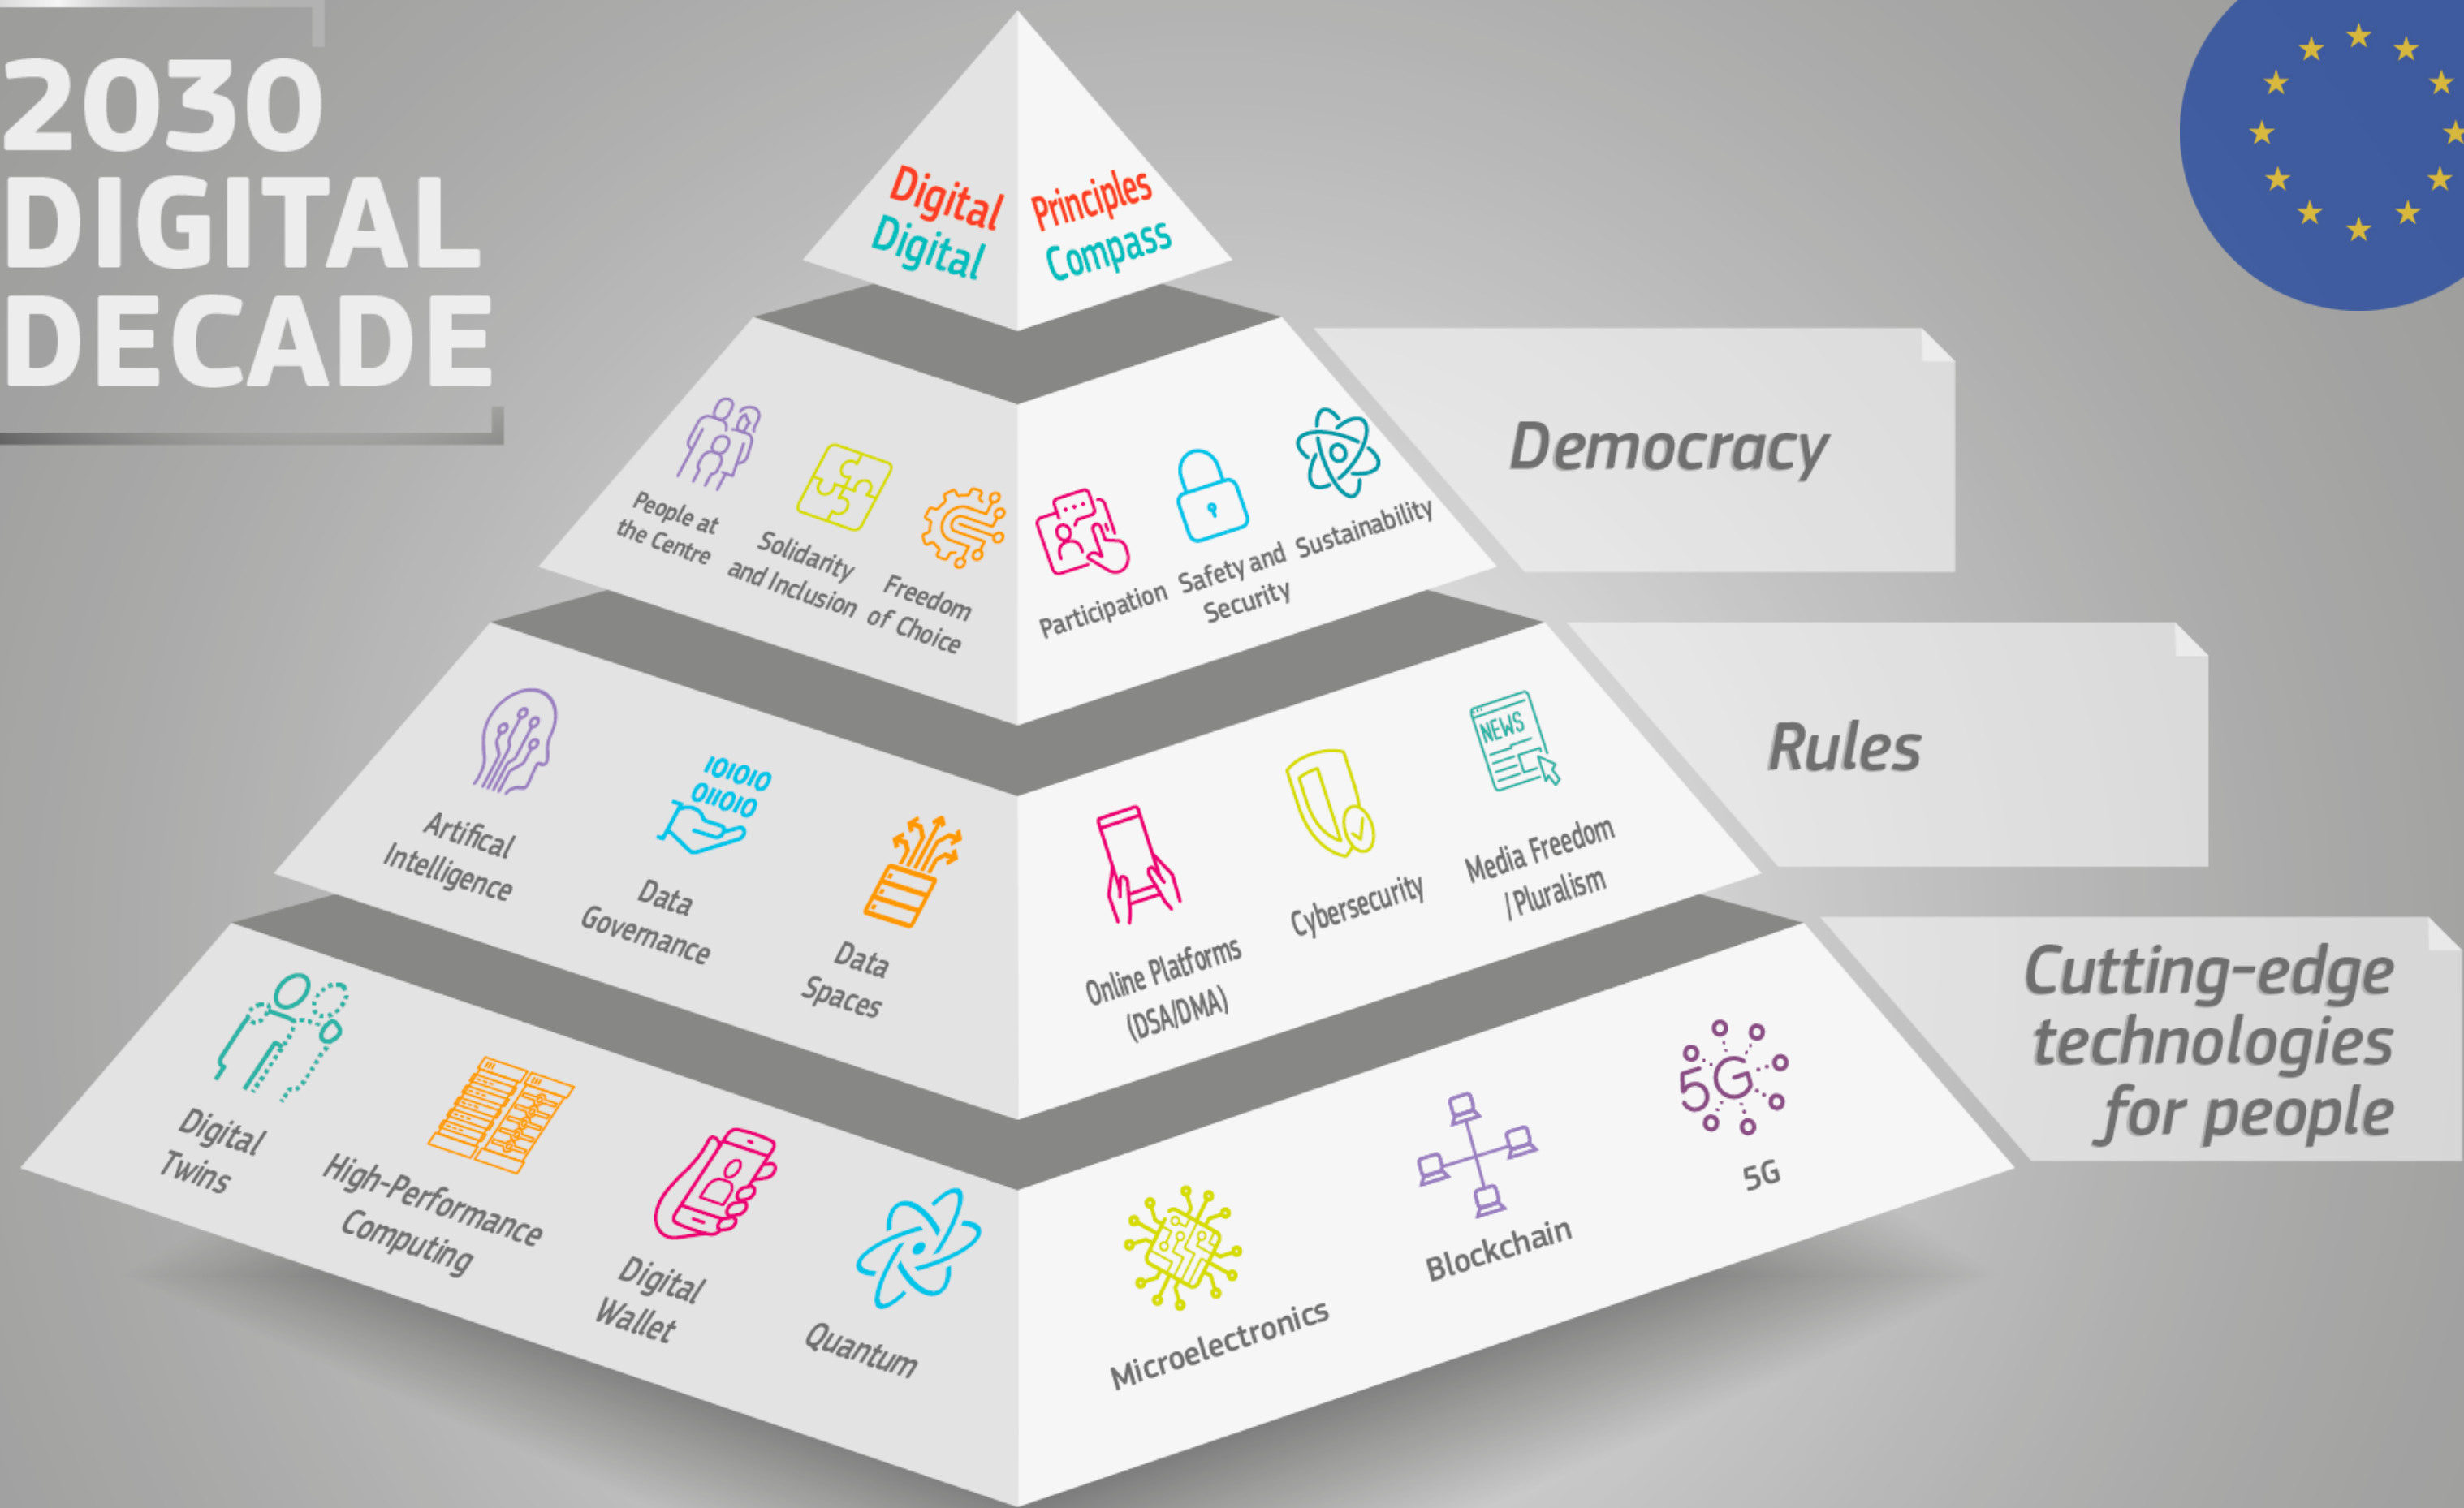 2030
DIGITAL
DECADE
Digital Principles
Digital Compass
Democracy
People at
the Centre
Solidarity
and Inclusion
Freedom
of Choice
Participation
Safety and
Security
Sustainability
Rules
Artifical
Intelligence
101010
011010
Data
Governance
Data
Spaces
Online Platforms
(DSA/DMA)
Cybersecurity
NEWS
Media Freedom
/ Pluralism
Cutting-edge
technologies
for people
Digital
Twins
High-Performance
Computing
Digital
Wallet
Quantum
Microelectronics
Blockchain
5G
5G